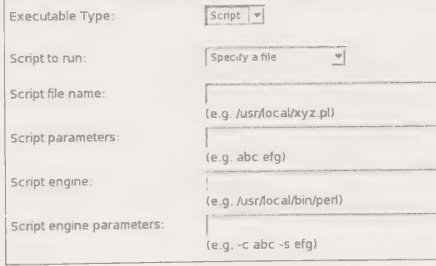 Executable Type: Script
Script to run: Specify a file
Script file name:
(e.g. /usr/local/xyz.pl)
Script parameters:
(e.g. abc efg)
Script engine:
(e.g. /usr/local/bin/perl)
Script engine parameters:
(e.g. -c abc -s efg)